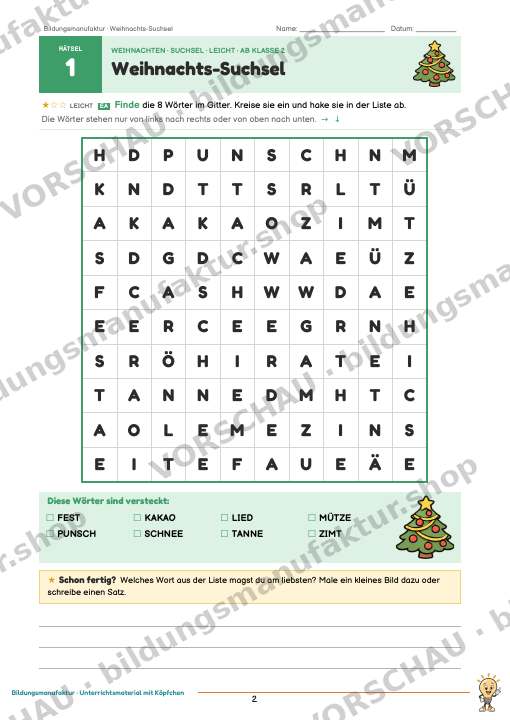 Bildungsmanufaktur · Weihnachts-Suchsel Name: Datum:
RÄTSEL
1
WEIHNACHTEN · SUCHSEL · LEICHT · AB KLASSE 2
Weihnachts-Suchsel
★☆☆ LEICHT EA Finde die 8 Wörter im Gitter. Kreise sie ein und hake sie in der Liste ab.
Die Wörter stehen nur von links nach rechts oder von oben nach unten. → ↓
H D P U N S C H N M
K N D T T S R L T Ü
A K A K A O Z I M T
S D G D C W A E Ü Z
F C A S H W W D A E
E E R C E E G R N H
S R Ö H I R A T E I
T A N N E D M H T C
A O L E M E Z I N S
E I T E F A U E Ä E
Diese Wörter sind versteckt:
☐ FEST ☐ KAKAO ☐ LIED ☐ MÜTZE
☐ PUNSCH ☐ SCHNEE ☐ TANNE ☐ ZIMT
★ Schon fertig? Welches Wort aus der Liste magst du am liebsten? Male ein kleines Bild dazu oder
schreibe einen Satz.
Bildungsmanufaktur · Unterrichtsmaterial mit Köpfchen
2
VORSCHAU · bildungsmanufaktur.shop